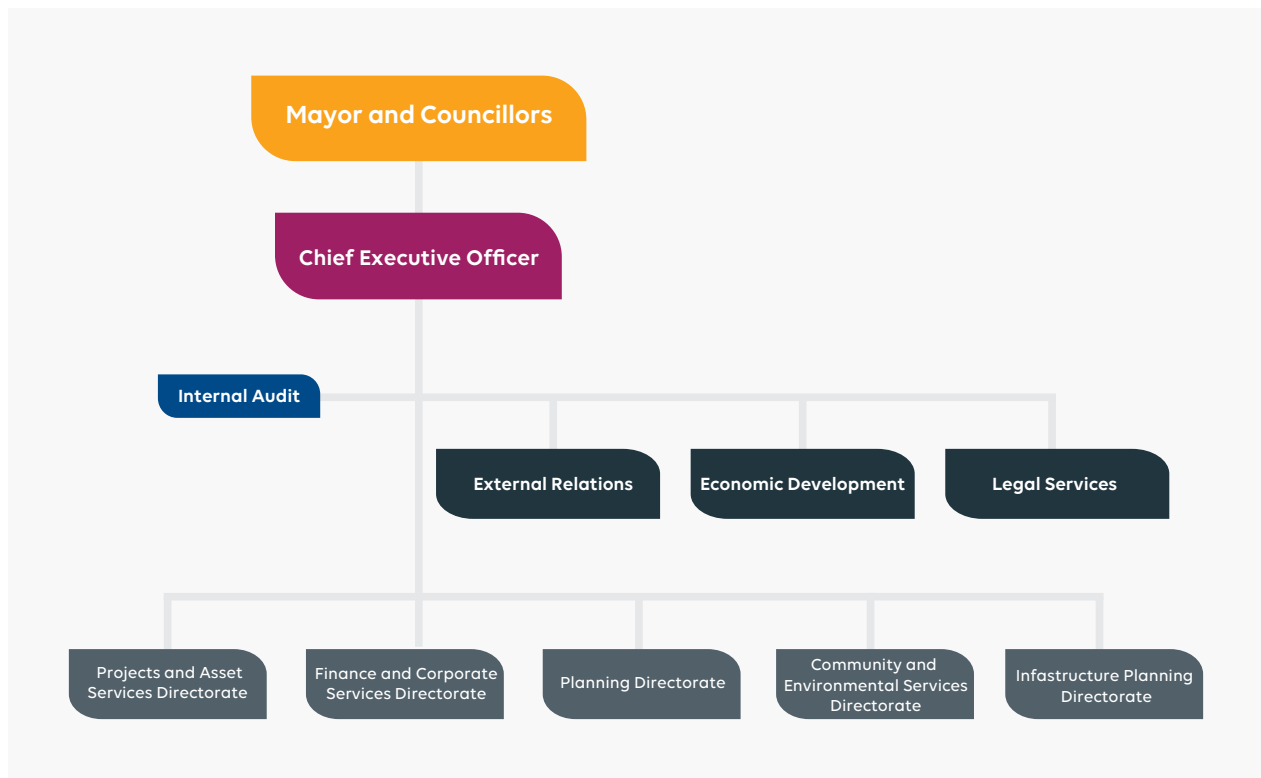 Mayor and Councillors
Chief Executive Officer
Internal Audit
External Relations
Economic Development
Legal Services
Projects and Asset
Services Directorate
Finance and Corporate
Services Directorate
Planning Directorate
Community and
Environmental Services
Directorate
Infastructure Planning
Directorate